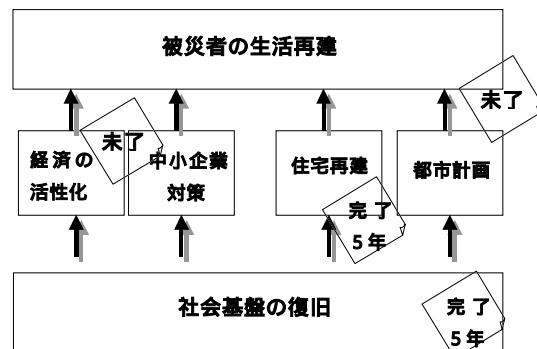 被災者の生活再建
未了
未了
経済の
活性化
中小企業
対策
住宅再建
都市計画
完了
5年
社会基盤の復旧
完了
5年